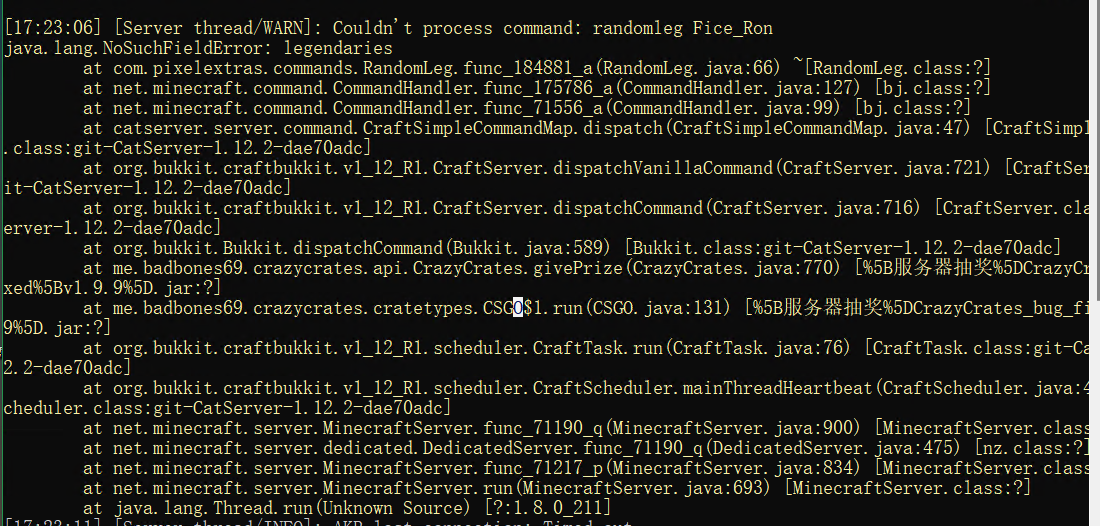 [17:23:06] [Server thread/WARN]: Couldn't process command: randomleg Fice_Ron
java.lang.NoSuchFieldError: legendaries
at com.pixelextras.commands.RandomLeg.func_184881_a(RandomLeg.java:66) ~[RandomLeg.class:?]
at net.minecraft.command.CommandHandler.func_175786_a(CommandHandler.java:127) [bj.class:?]
at net.minecraft.command.CommandHandler.func_71556_a(CommandHandler.java:99) [bj.class:?]
at catserver.server.command.CraftSimpleCommandMap.dispatch(CraftSimpleCommandMap.java:47) [CraftSimpl
.class:git-CatServer-1.12.2-dae70adc]
at org.bukkit.craftbukkit.v1_12_R1.CraftServer.dispatchVanillaCommand(CraftServer.java:721) [CraftSer
it-CatServer-1.12.2-dae70adc]
at org.bukkit.craftbukkit.v1_12_R1.CraftServer.dispatchCommand(CraftServer.java:716) [CraftServer.cla
erver-1.12.2-dae70adc]
at org.bukkit.Bukkit.dispatchCommand(Bukkit.java:589) [Bukkit.class:git-CatServer-1.12.2-dae70adc]
at me.badbones69.crazycrates.api.CrazyCrates.givePrize(CrazyCrates.java:770) [%5B服务器抽奖%5DCrazyCr
xed%5Bv1.9.9%5D.jar:?]
at me.badbones69.crazycrates.cratetypes.CSGO$1.run(CSGO.java:131) [%5B服务器抽奖%5DCrazyCrates_bug_fi
9%5D.jar:?]
at org.bukkit.craftbukkit.v1_12_R1.scheduler.CraftTask.run(CraftTask.java:76) [CraftTask.class:git-Ca
2.2-dae70adc]
at org.bukkit.craftbukkit.v1_12_R1.scheduler.CraftScheduler.mainThreadHeartbeat(CraftScheduler.java:4
cheduler.class:git-CatServer-1.12.2-dae70adc]
at net.minecraft.server.MinecraftServer.func_71190_q(MinecraftServer.java:900) [MinecraftServer.class
at net.minecraft.server.dedicated.DedicatedServer.func_71190_q(DedicatedServer.java:475) [nz.class:?]
at net.minecraft.server.MinecraftServer.func_71217_p(MinecraftServer.java:834) [MinecraftServer.class
at net.minecraft.server.MinecraftServer.run(MinecraftServer.java:693) [MinecraftServer.class:?]
at java.lang.Thread.run(Unknown Source) [?:1.8.0_211]
[17:23:11] [Server thread/INFO]: